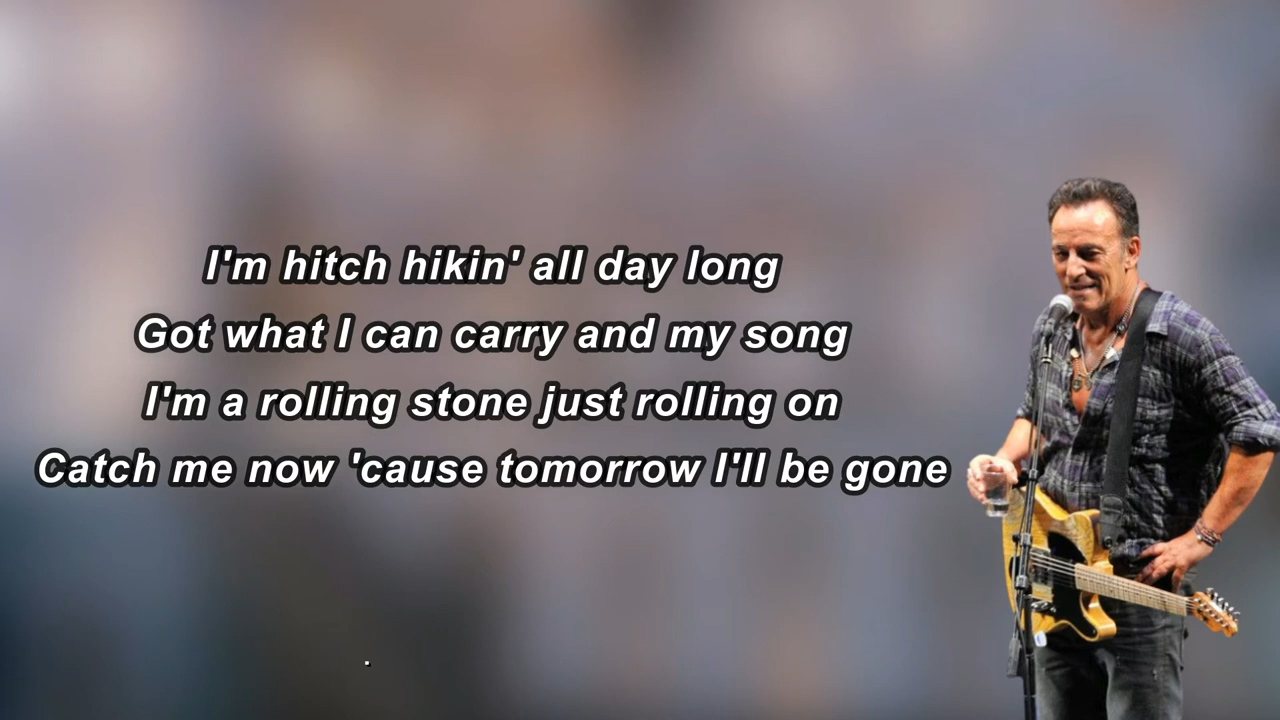 I'm hitch hikin' all day long
Got what I can carry and my song
I'm a rolling stone just rolling on
Catch me now 'cause tomorrow I'll be gone